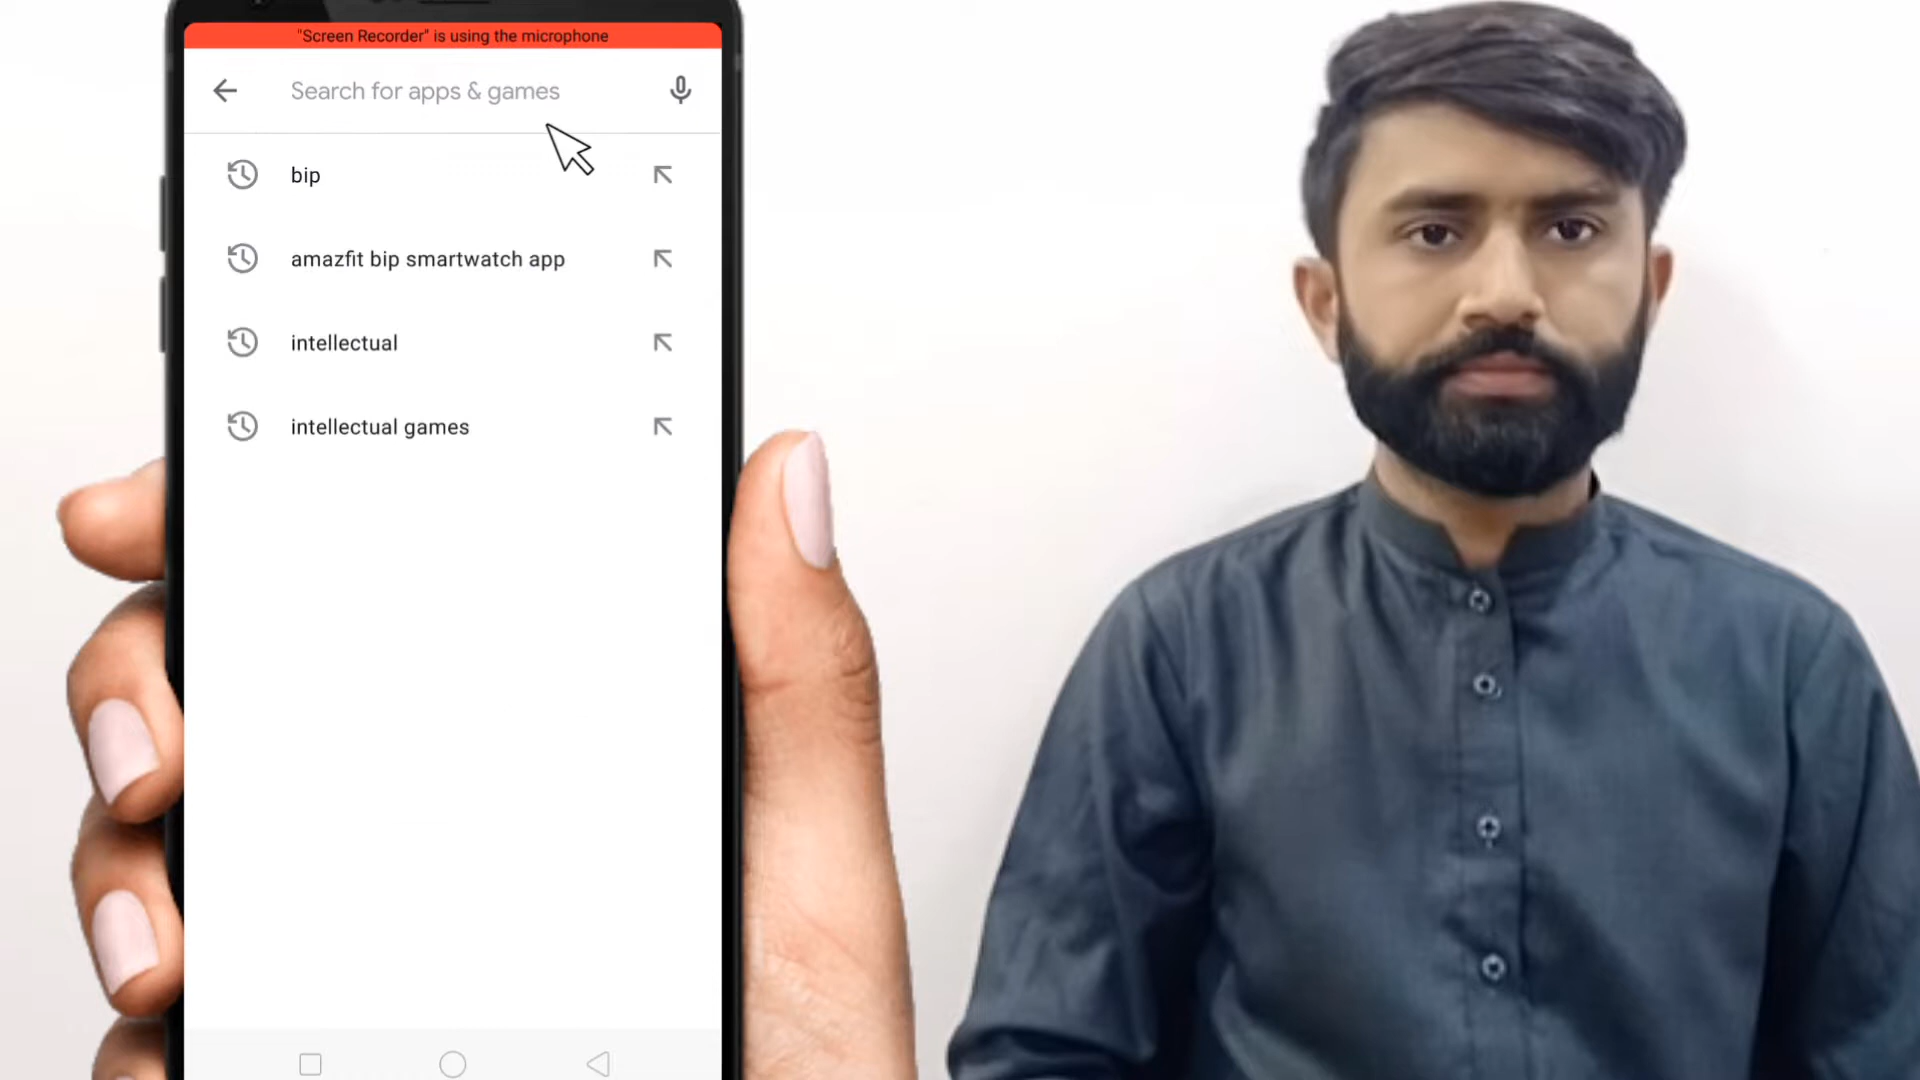 "Screen Recorder" is using the microphone
Search for apps & games
bip
amazfit bip smartwatch app
intellectual
intellectual games